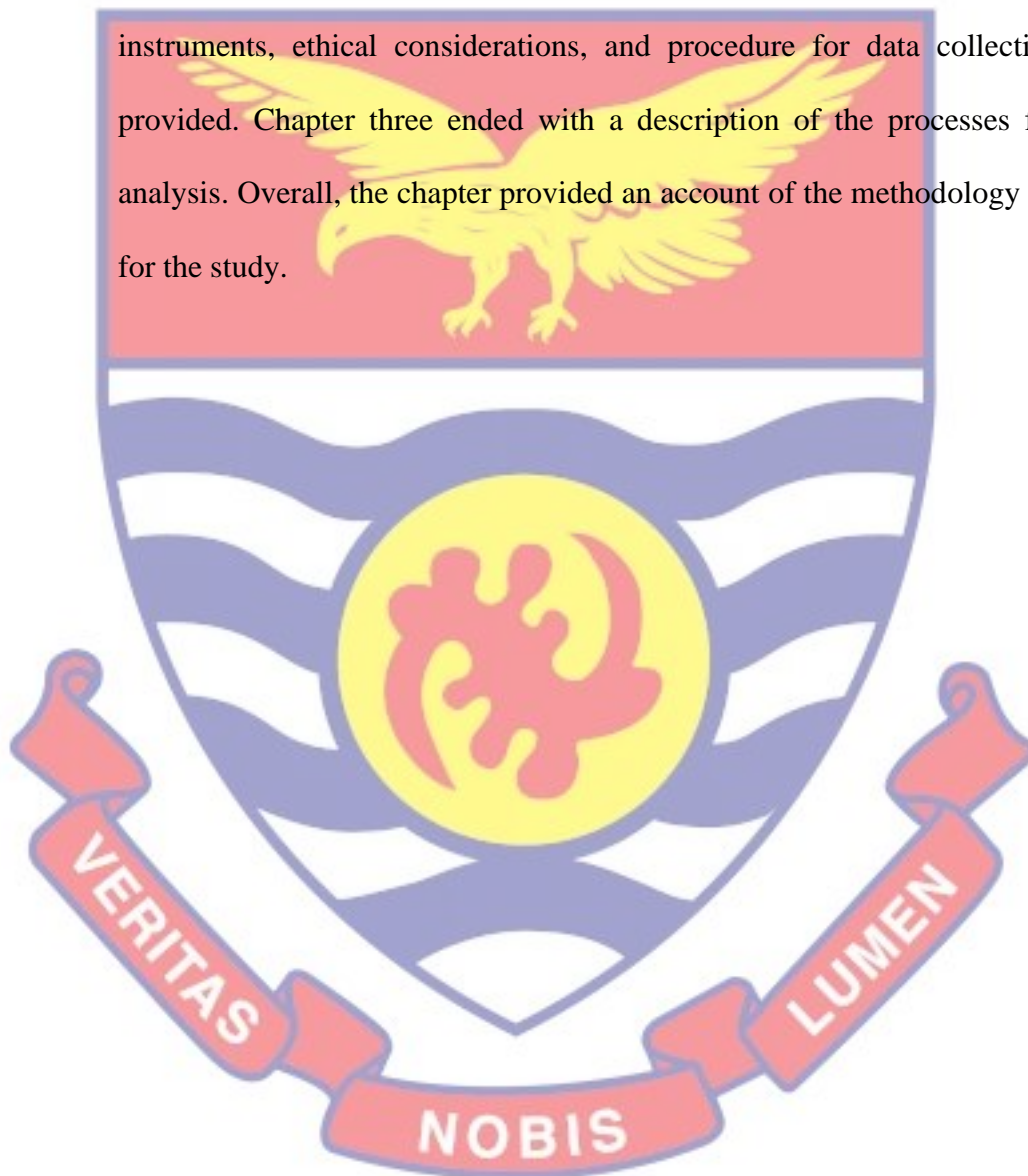 instruments, ethical considerations, and procedure for data collecti
provided. Chapter three ended with a description of the processes f
analysis. Overall, the chapter provided an account of the methodology
for the study.
VERITAS
NOBIS
LUMEN